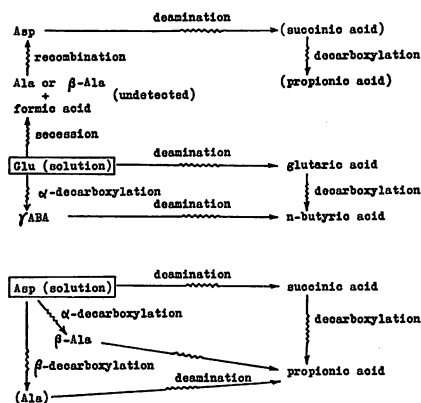 deamination
Asp (succinic acid)
recombination decarboxylation
Ala or β-Ala (propionic acid)
+ (undetected)
formic acid
secession
deamination
Glu (solution) glutaric acid
α-decarboxylation decarboxylation
γABA deamination n-butyric acid
deamination
Asp (solution) succinic acid
α-decarboxylation
decarboxylation
β-Ala
β-decarboxylation propionic acid
deamination
(Ala)